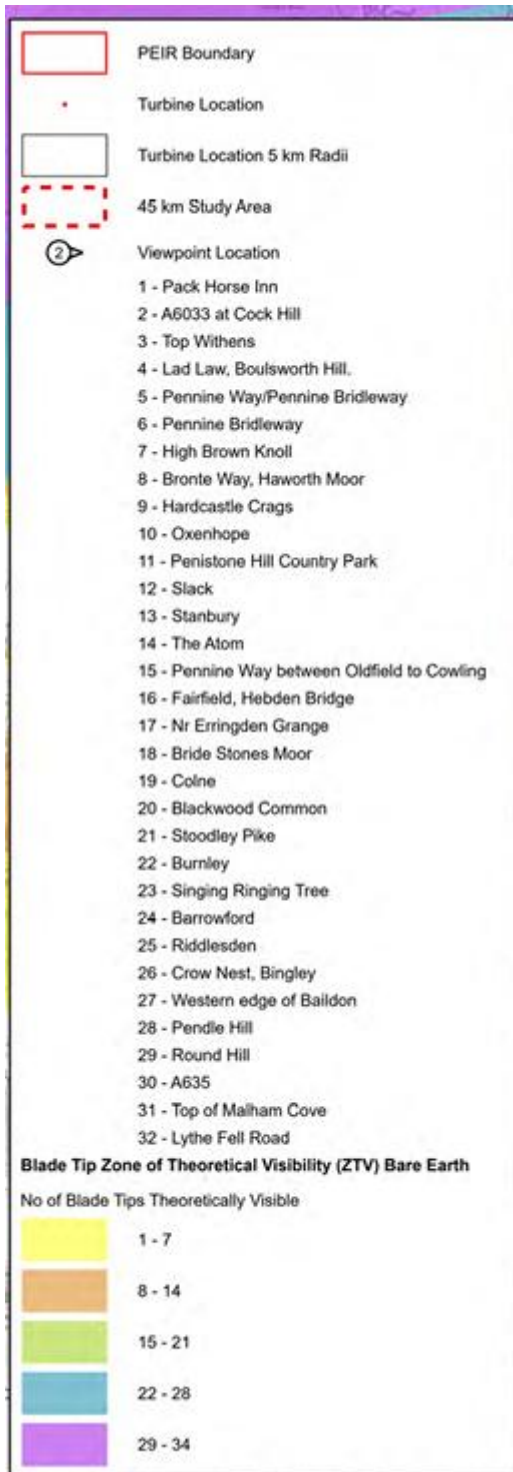 PEIR Boundary
Turbine Location
Turbine Location 5 km Radii
45 km Study Area
2
Viewpoint Location
1 - Pack Horse Inn
2 - A6033 at Cock Hill
3 - Top Withens
4 - Lad Law, Boulsworth Hill.
5 - Pennine Way/Pennine Bridleway
6 - Pennine Bridleway
7 - High Brown Knoll
8 - Bronte Way, Haworth Moor
9 - Hardcastle Crags
10 - Oxenhope
11 - Penistone Hill Country Park
12 - Slack
13 - Stanbury
14 - The Atom
15 - Pennine Way between Oldfield to Cowling
16 - Fairfield, Hebden Bridge
17 - Nr Erringden Grange
18 - Bride Stones Moor
19 - Colne
20 - Blackwood Common
21 - Stoodley Pike
22 - Burnley
23 - Singing Ringing Tree
24 - Barrowford
25 - Riddlesden
26 - Crow Nest, Bingley
27 - Western edge of Baildon
28 - Pendle Hill
29 - Round Hill
30 - A635
31 - Top of Malham Cove
32 - Lythe Fell Road
Blade Tip Zone of Theoretical Visibility (ZTV) Bare Earth
No of Blade Tips Theoretically Visible
1 - 7
8 - 14
15 - 21
22 - 28
29 - 34